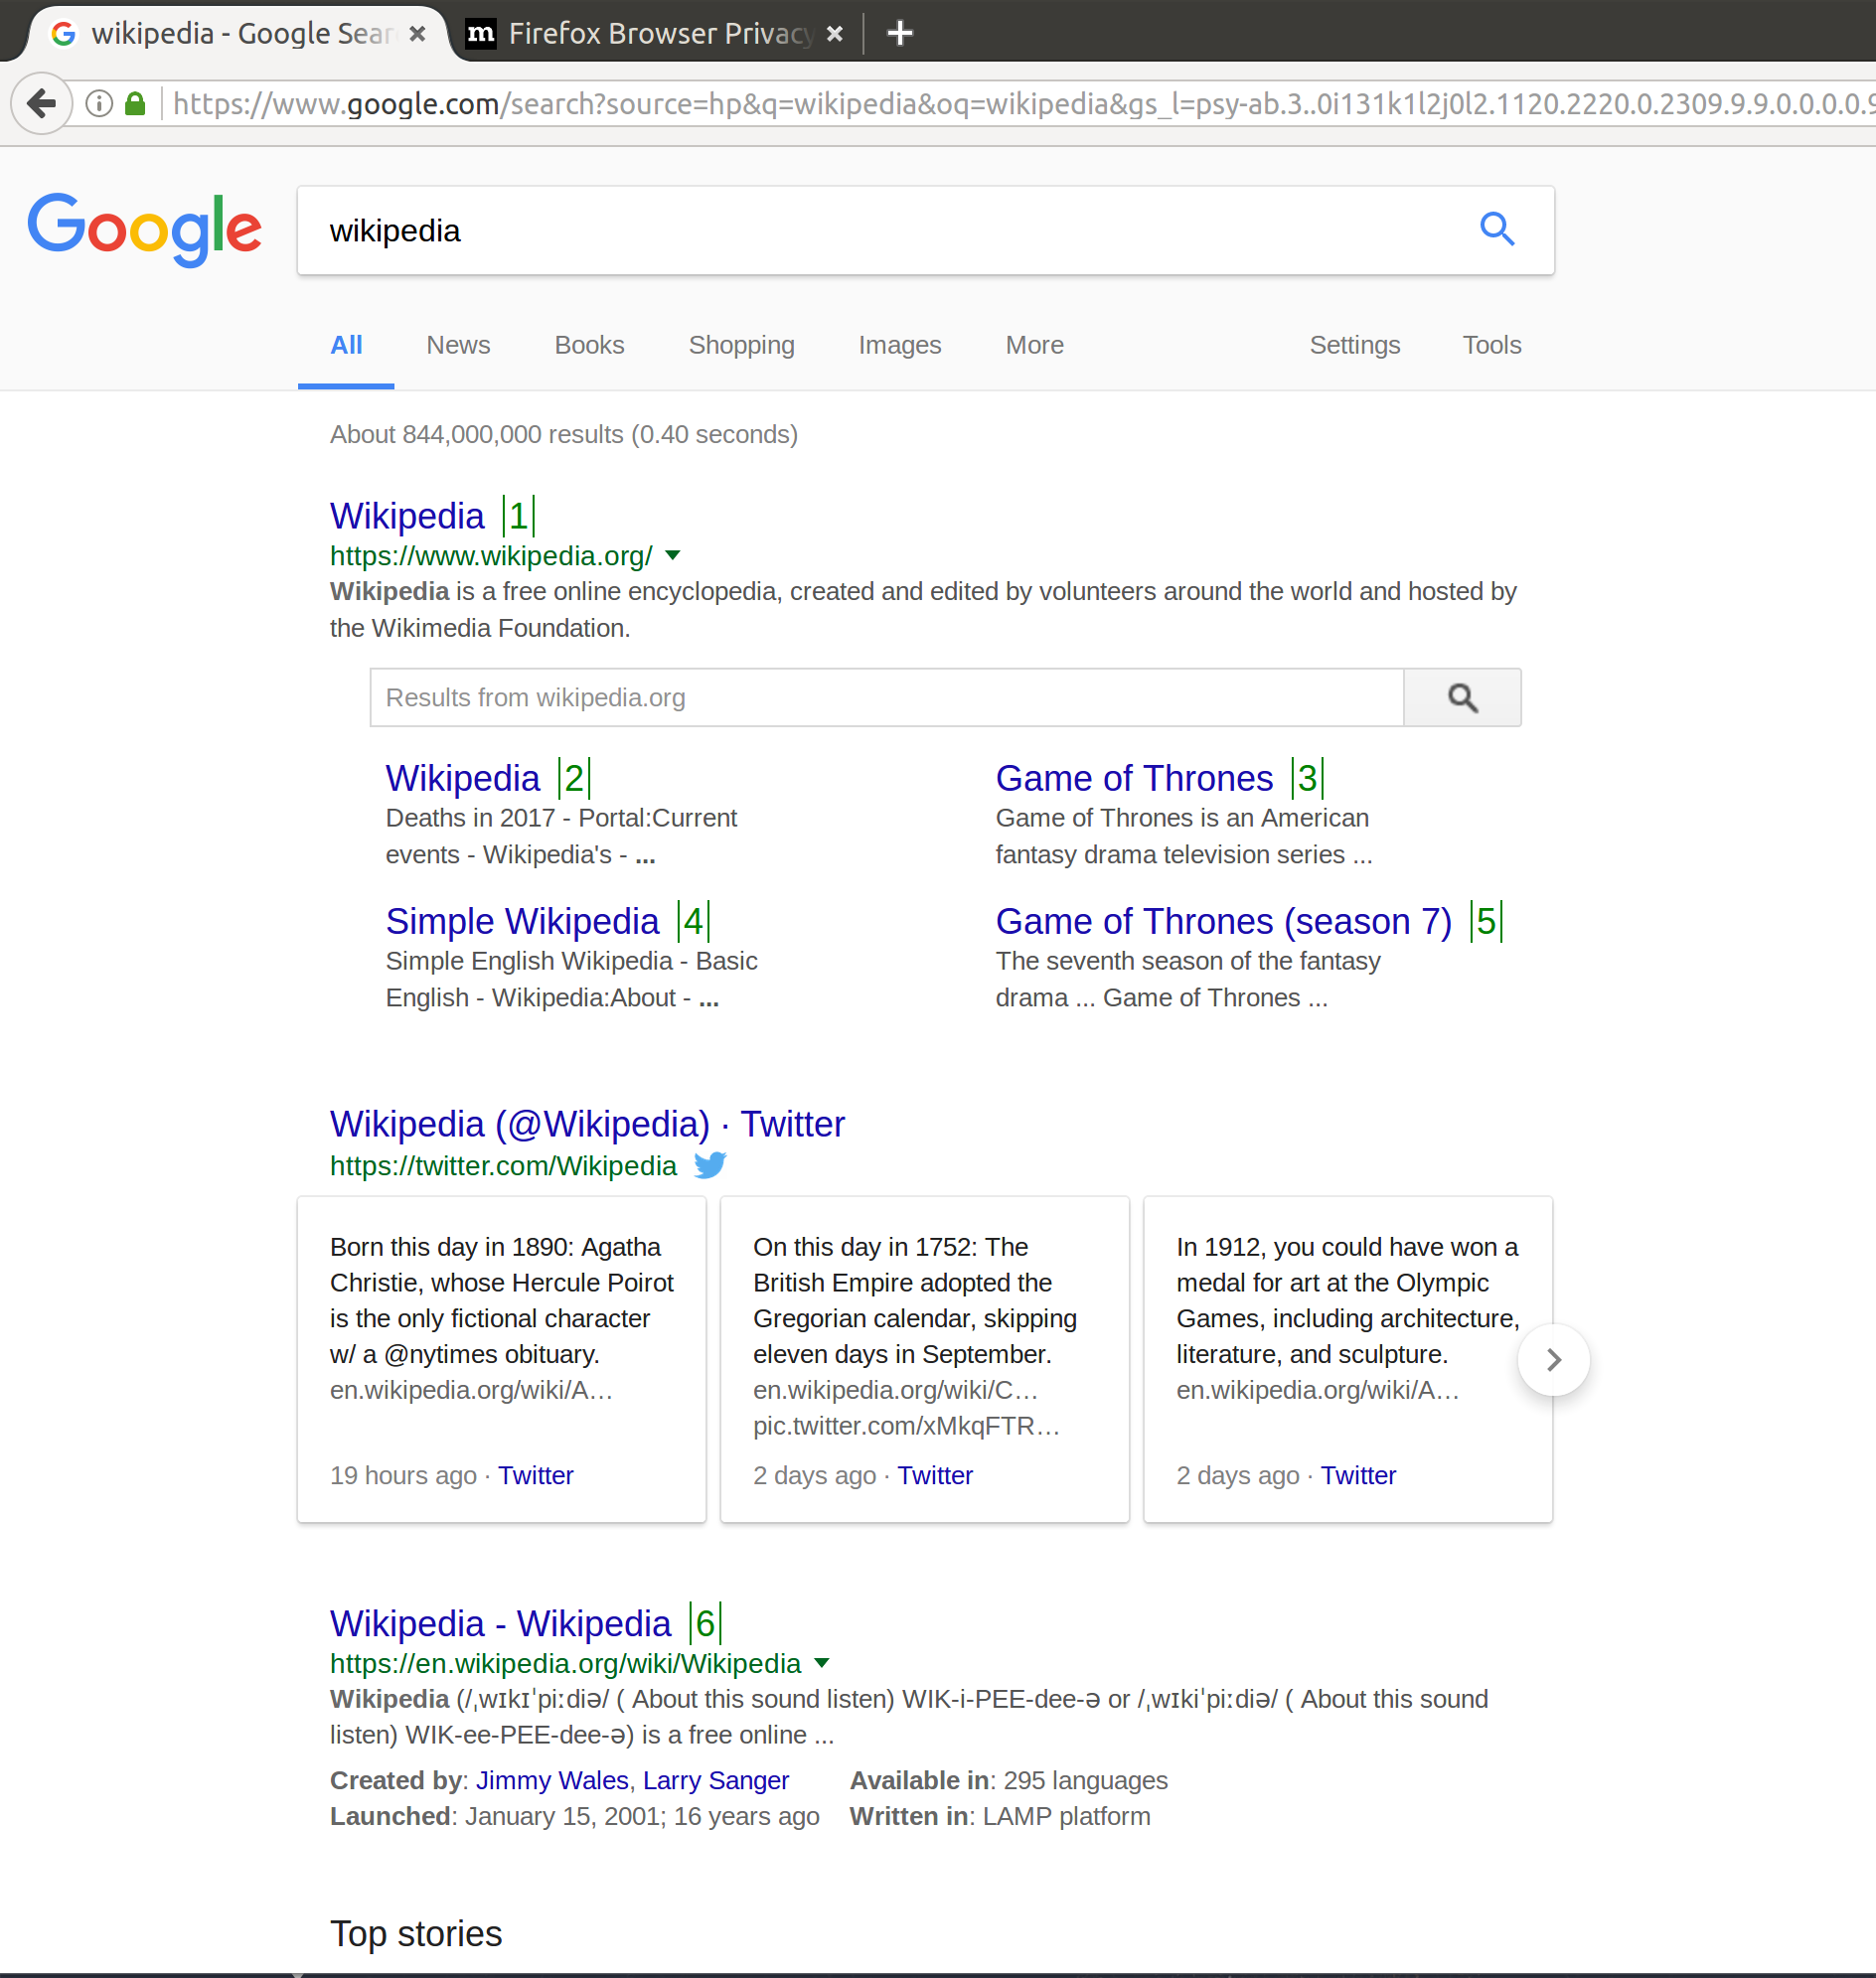 wikipedia - Google Sear
Firefox Browser Privacy
https://www.google.com/search?source=hp&q=wikipedia&oq=wikipedia&gs_l=psy-ab.3..0i131k1l2j0l2.1120.2220.0.2309.9.9.0.0.0.0.9
Google
wikipedia
All News Books Shopping Images More Settings Tools
About 844,000,000 results (0.40 seconds)
Wikipedia |1|
https://www.wikipedia.org/
Wikipedia is a free online encyclopedia, created and edited by volunteers around the world and hosted by
the Wikimedia Foundation.
Results from wikipedia.org
Wikipedia |2|
Deaths in 2017 - Portal:Current
events - Wikipedia's - ...
Game of Thrones |3|
Game of Thrones is an American
fantasy drama television series ...
Simple Wikipedia |4|
Simple English Wikipedia - Basic
English - Wikipedia:About - ...
Game of Thrones (season 7) |5|
The seventh season of the fantasy
drama ... Game of Thrones ...
Wikipedia (@Wikipedia) · Twitter
https://twitter.com/Wikipedia
Born this day in 1890: Agatha
Christie, whose Hercule Poirot
is the only fictional character
w/ a @nytimes obituary.
en.wikipedia.org/wiki/A…
19 hours ago · Twitter
On this day in 1752: The
British Empire adopted the
Gregorian calendar, skipping
eleven days in September.
en.wikipedia.org/wiki/C…
pic.twitter.com/xMkqFTR…
2 days ago · Twitter
In 1912, you could have won a
medal for art at the Olympic
Games, including architecture,
literature, and sculpture.
en.wikipedia.org/wiki/A…
2 days ago · Twitter
Wikipedia - Wikipedia |6|
https://en.wikipedia.org/wiki/Wikipedia
Wikipedia (/ˌwɪkɪˈpiːdiə/ ( About this sound listen) WIK-i-PEE-dee-ə or /ˌwɪkiˈpiːdiə/ ( About this sound
listen) WIK-ee-PEE-dee-ə) is a free online ...
Created by: Jimmy Wales, Larry Sanger Available in: 295 languages
Launched: January 15, 2001; 16 years ago Written in: LAMP platform
Top stories